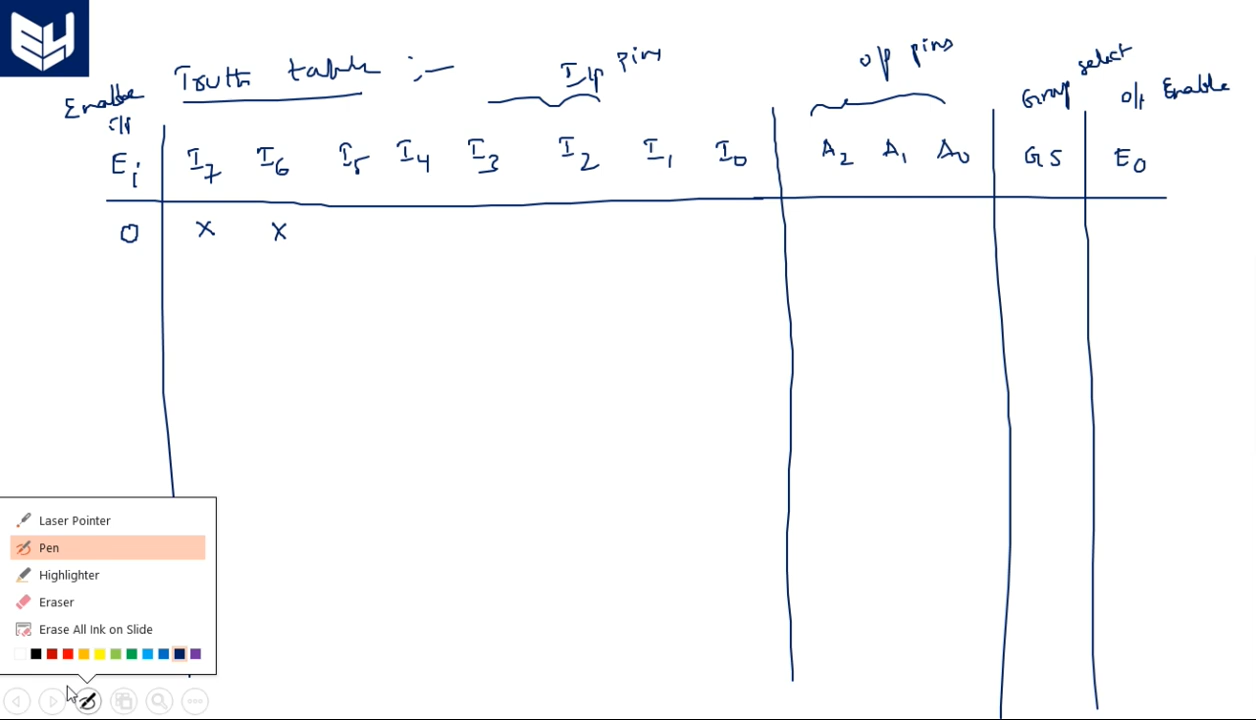 Truth table :-
I/p Pins
o/p pins
Group select
o/p Enable
Enable i/p
Ei I7 I6 I5 I4 I3 I2 I1 I0 A2 A1 A0 GS E0
0 x x
Laser Pointer
Pen
Highlighter
Eraser
Erase All Ink on Slide